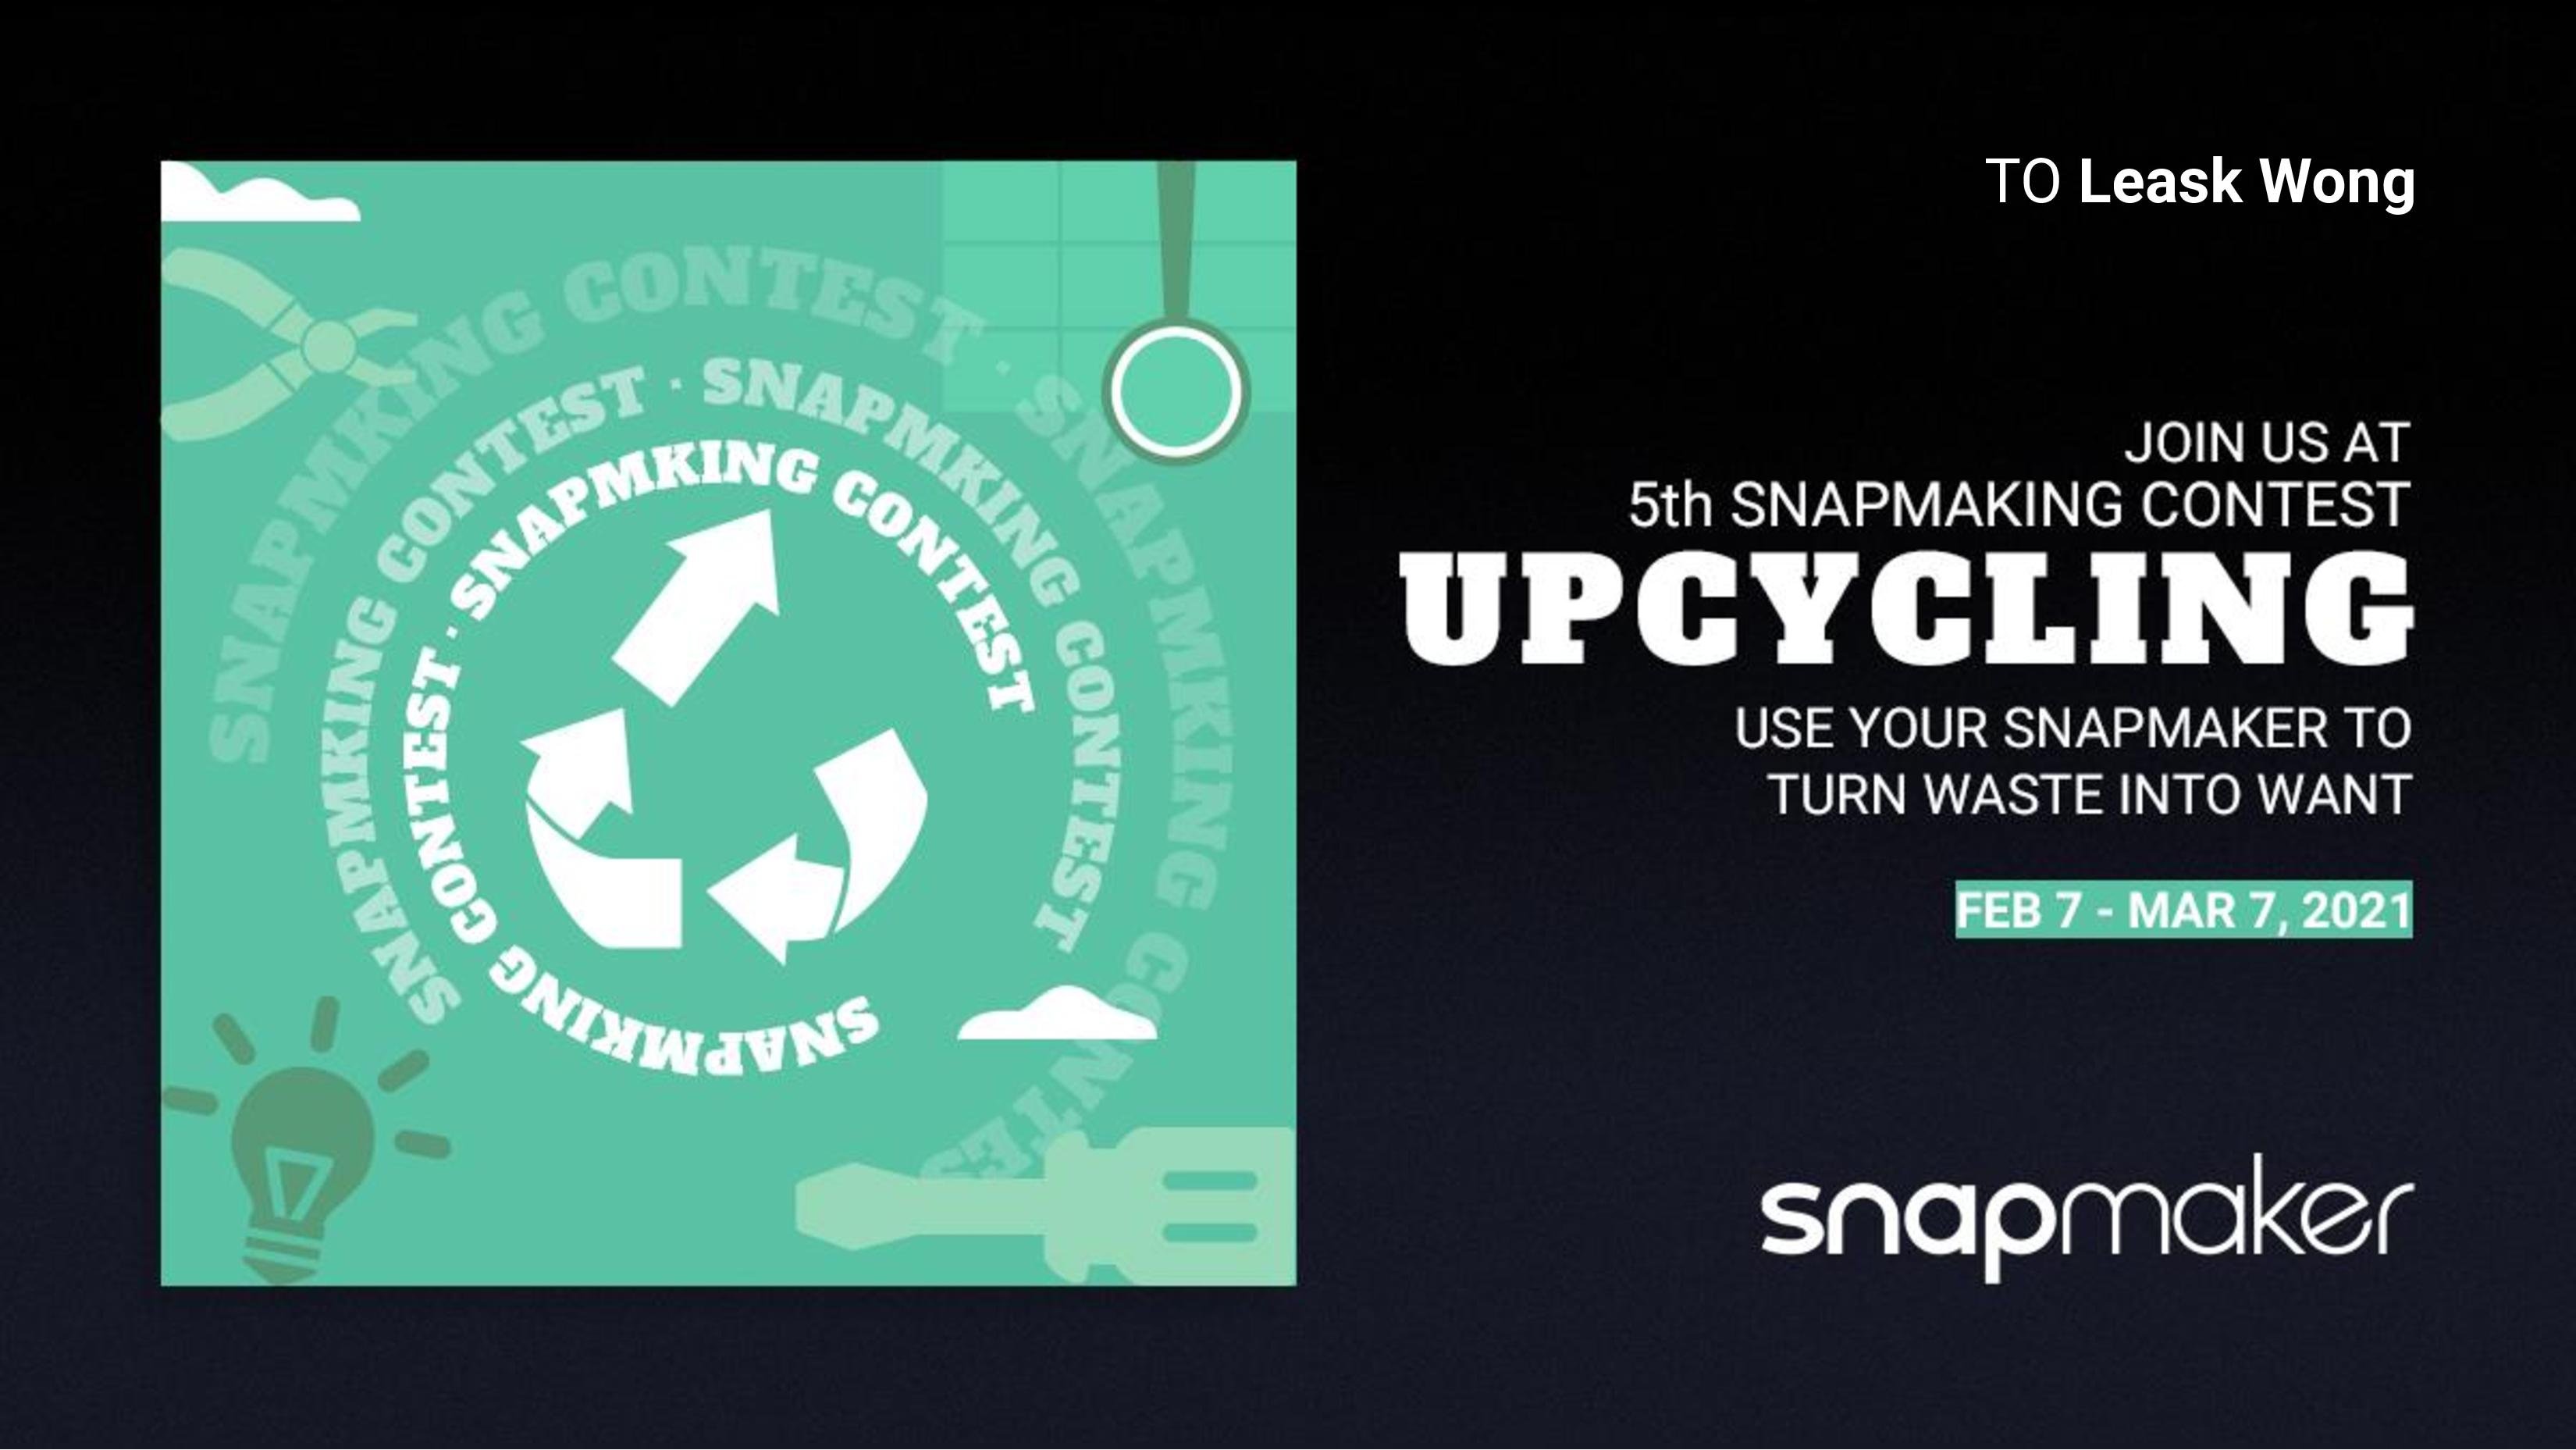 TO Leask Wong
JOIN US AT
5th SNAPMAKING CONTEST
UPCYCLING
USE YOUR SNAPMAKER TO
TURN WASTE INTO WANT
FEB 7 - MAR 7, 2021
snapmaker
SNAPMKING CONTEST · SNAPMKING CONTES
SNAPMKING CONTEST · SNAPMKING CONTEST
SNAPMKING CONTEST · SNAPMKING CONTEST